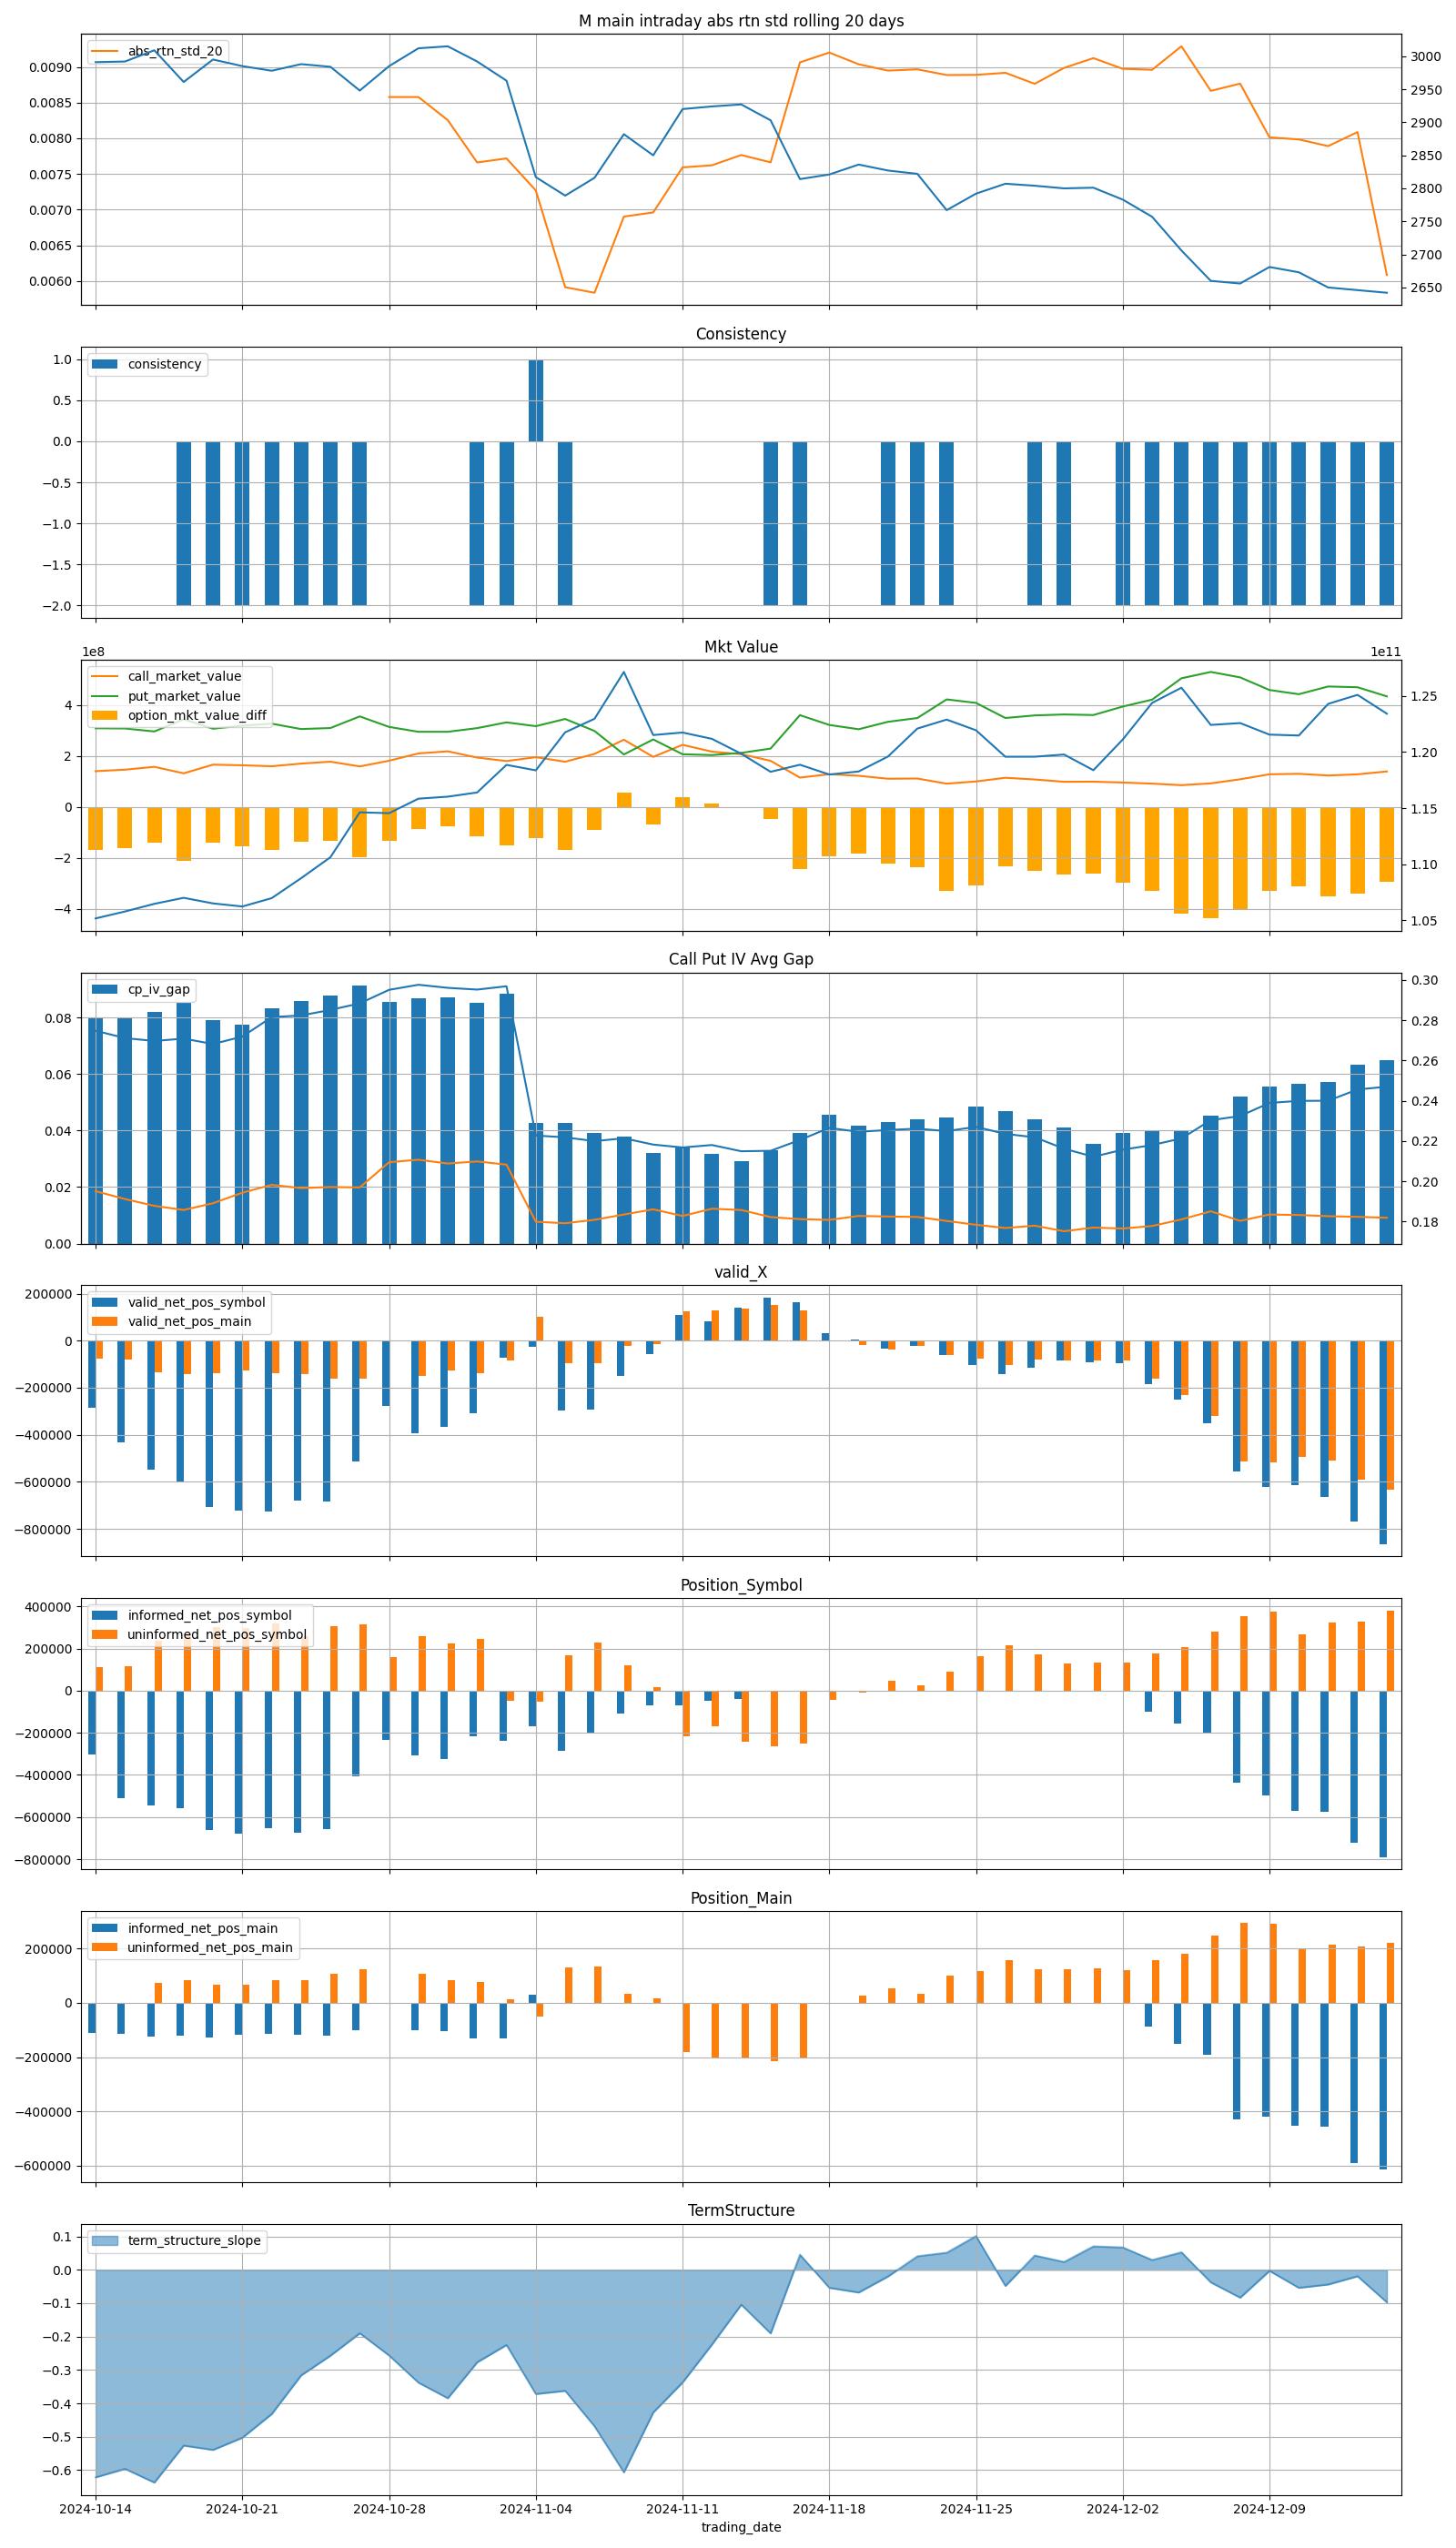 M main intraday abs rtn std rolling 20 days
abs_rtn_std_20
0.0090
0.0085
0.0080
0.0075
0.0070
0.0065
0.0060
3000
2950
2900
2850
2800
2750
2700
2650
Consistency
consistency
1.0
0.5
0.0
−0.5
−1.0
−1.5
−2.0
Mkt Value
1e8
1e11
call_market_value
put_market_value
option_mkt_value_diff
4
2
0
−2
−4
1.25
1.20
1.15
1.10
1.05
Call Put IV Avg Gap
cp_iv_gap
0.08
0.06
0.04
0.02
0.00
0.30
0.28
0.26
0.24
0.22
0.20
0.18
valid_X
valid_net_pos_symbol
valid_net_pos_main
200000
0
−200000
−400000
−600000
−800000
Position_Symbol
informed_net_pos_symbol
uninformed_net_pos_symbol
400000
200000
0
−200000
−400000
−600000
−800000
Position_Main
informed_net_pos_main
uninformed_net_pos_main
200000
0
−200000
−400000
−600000
TermStructure
term_structure_slope
0.1
0.0
−0.1
−0.2
−0.3
−0.4
−0.5
−0.6
2024-10-14 2024-10-21 2024-10-28 2024-11-04 2024-11-11 2024-11-18 2024-11-25 2024-12-02 2024-12-09
trading_date